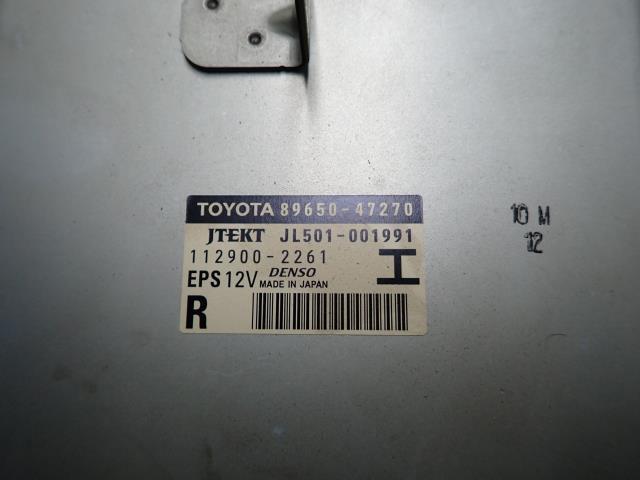 TOYOTA 89650-47270
JTEKT JL501-001991
112900-2261
EPS 12V DENSO MADE IN JAPAN
I
R
10 M
12